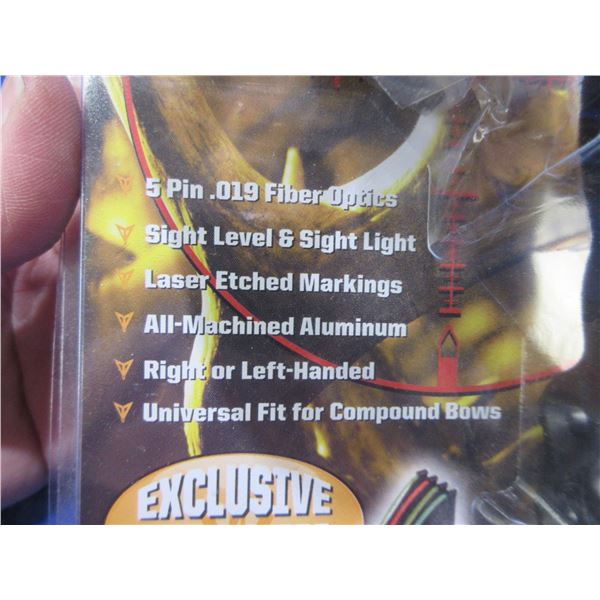 5 Pin .019 Fiber Optics
Sight Level & Sight Light
Laser Etched Markings
All-Machined Aluminum
Right or Left-Handed
Universal Fit for Compound Bows
EXCLUSIVE